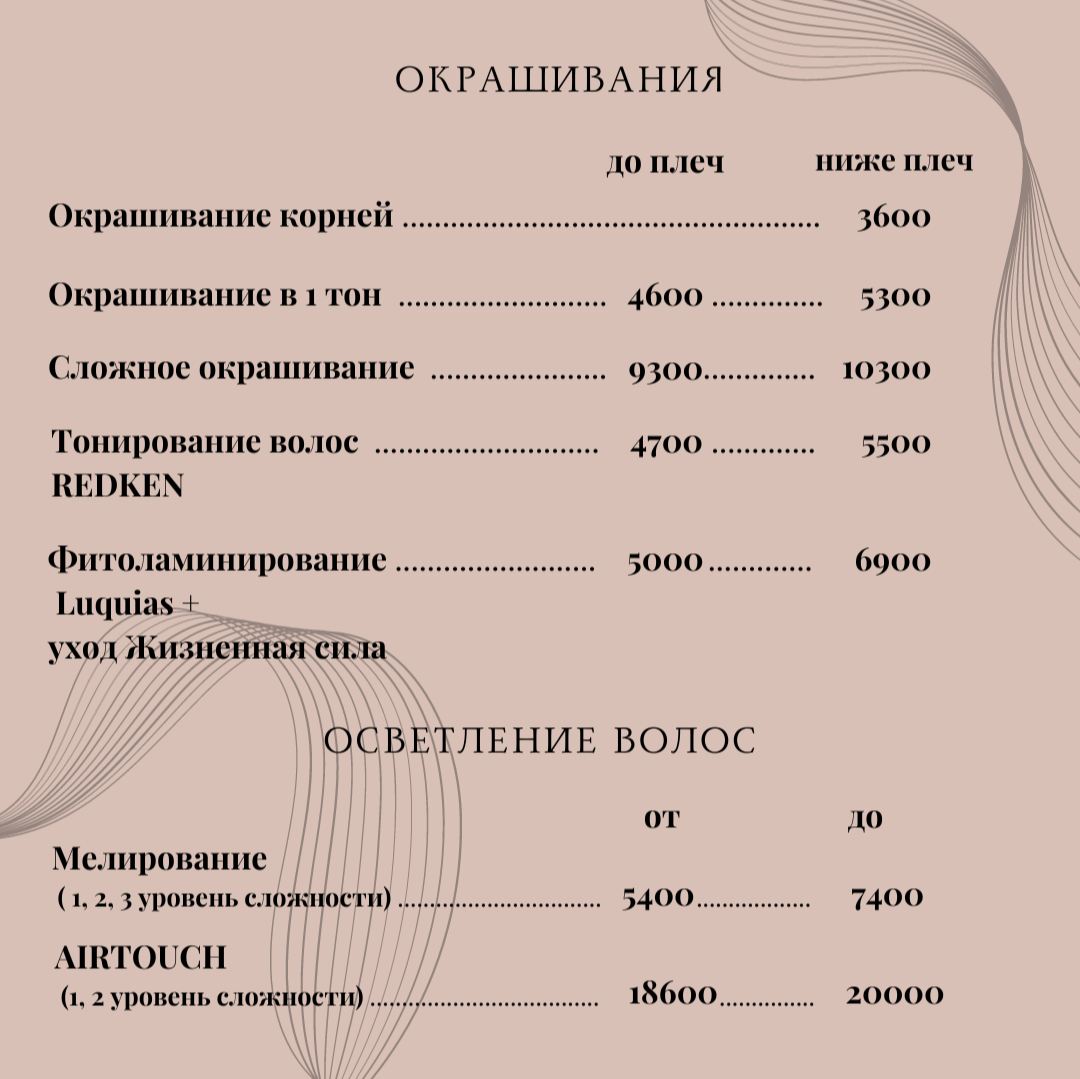 ОКРАШИВАНИЯ
до плеч ниже плеч
Окрашивание корней ................................................ 3600
Окрашивание в 1 тон ........................ 4600 ............. 5300
Сложное окрашивание .................... 9300............. 10300
Тонирование волос .......................... 4700 ............ 5500
REDKEN
Фитоламинирование ....................... 5000 ............ 6900
Luquias +
уход Жизненная сила
ОСВЕТЛЕНИЕ ВОЛОС
от до
Мелирование
( 1, 2, 3 уровень сложности) ............................. 5400................ 7400
AIRTOUCH
(1, 2 уровень сложности) ................................. 18600............. 20000